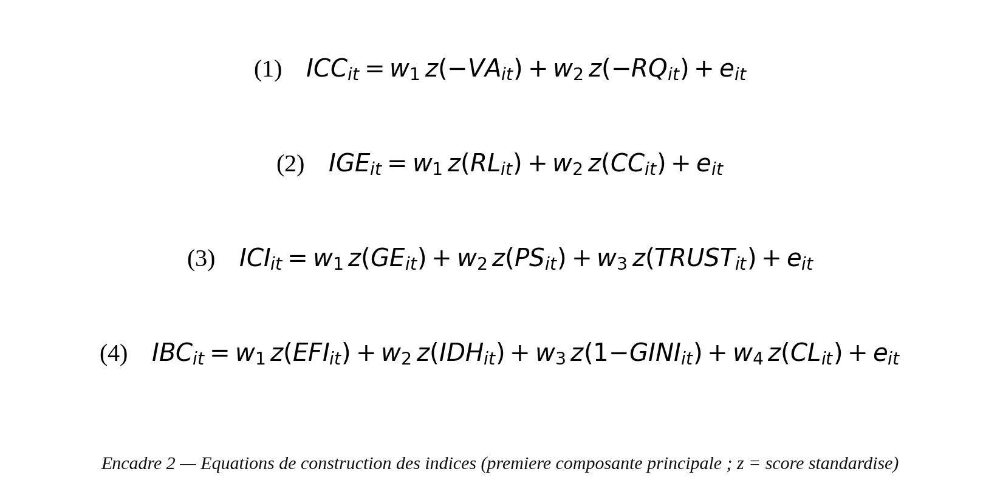 (1) ICC_it = w_1 z(−VA_it) + w_2 z(−RQ_it) + e_it
(2) IGE_it = w_1 z(RL_it) + w_2 z(CC_it) + e_it
(3) ICI_it = w_1 z(GE_it) + w_2 z(PS_it) + w_3 z(TRUST_it) + e_it
(4) IBC_it = w_1 z(EFI_it) + w_2 z(IDH_it) + w_3 z(1−GINI_it) + w_4 z(CL_it) + e_it
Encadre 2 — Equations de construction des indices (premiere composante principale ; z = score standardise)